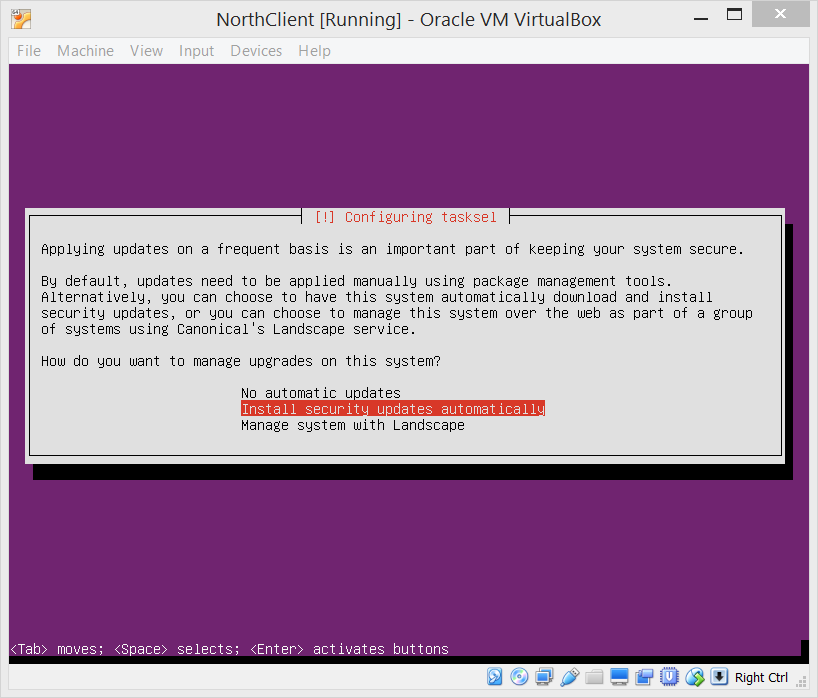 NorthClient [Running] - Oracle VM VirtualBox
File Machine View Input Devices Help
[!] Configuring tasksel
Applying updates on a frequent basis is an important part of keeping your system secure.
By default, updates need to be applied manually using package management tools.
Alternatively, you can choose to have this system automatically download and install
security updates, or you can choose to manage this system over the web as part of a group
of systems using Canonical's Landscape service.
How do you want to manage upgrades on this system?
No automatic updates
Install security updates automatically
Manage system with Landscape
<Tab> moves; <Space> selects; <Enter> activates buttons
Right Ctrl